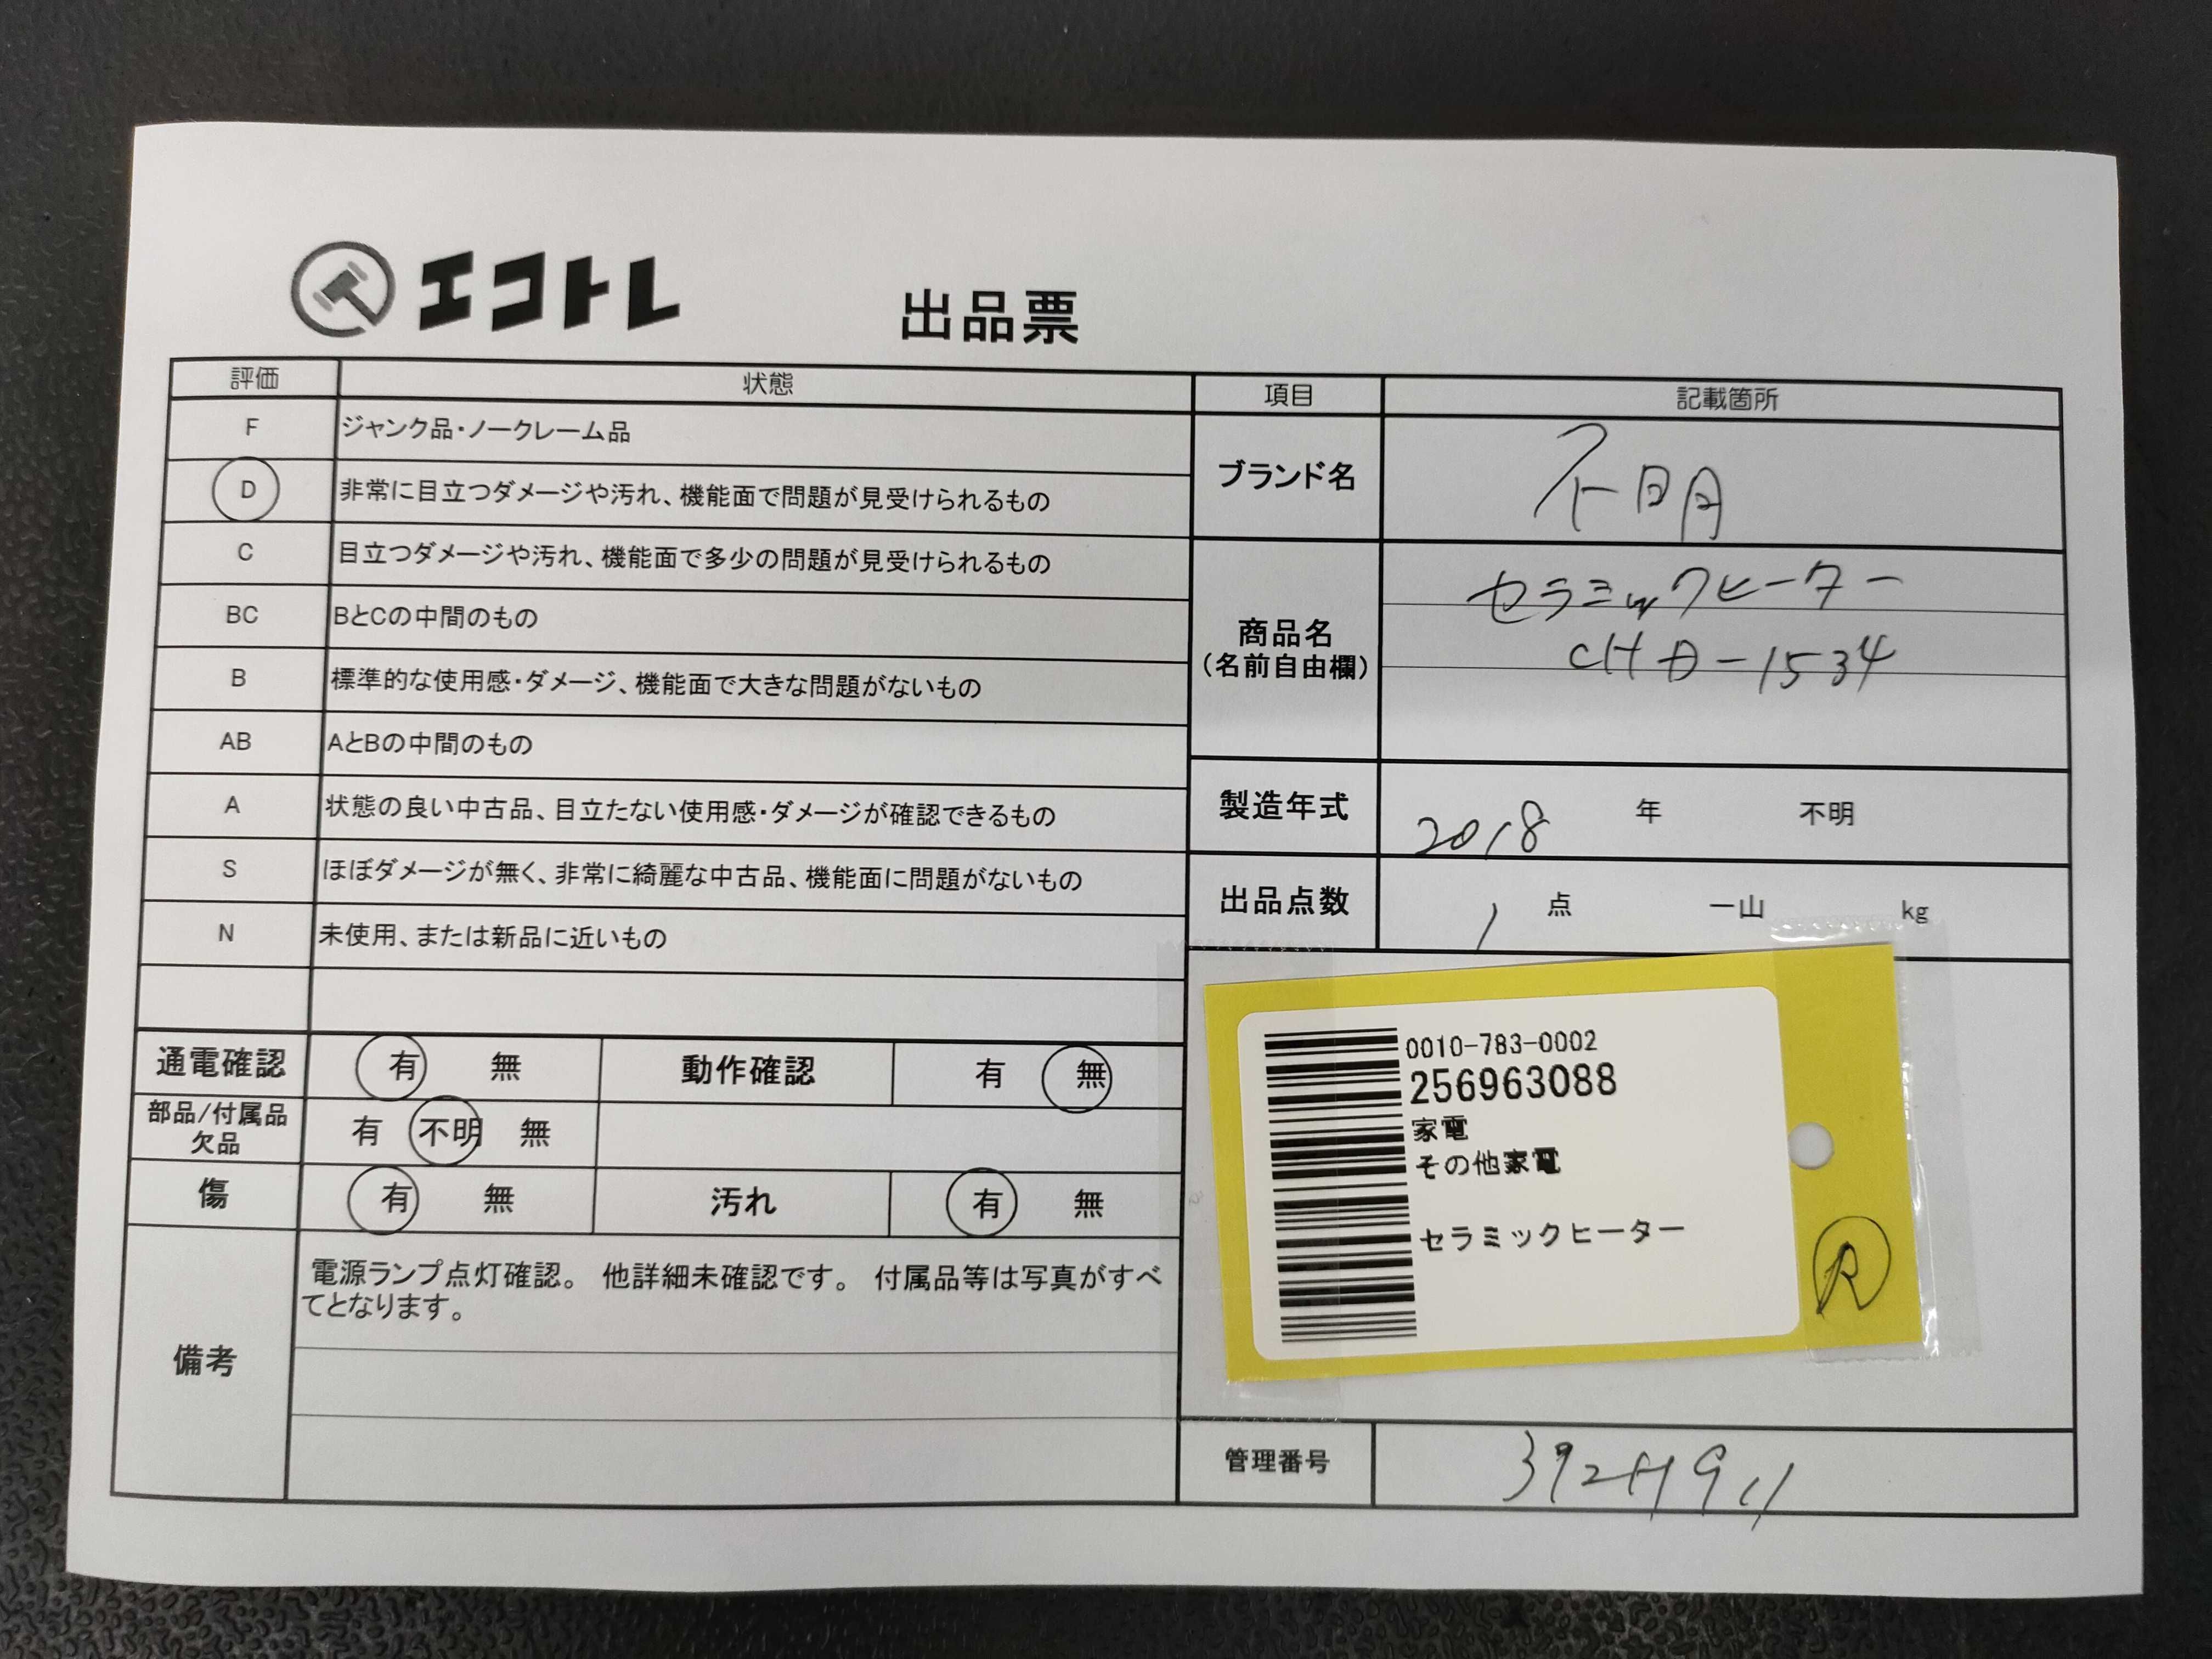 エコトレ
出品票
評価 状態
F ジャンク品・ノークレーム品
D 非常に目立つダメージや汚れ、機能面で問題が見受けられるもの
C 目立つダメージや汚れ、機能面で多少の問題が見受けられるもの
BC BとCの中間のもの
B 標準的な使用感・ダメージ、機能面で大きな問題がないもの
AB AとBの中間のもの
A 状態の良い中古品、目立たない使用感・ダメージが確認できるもの
S ほぼダメージが無く、非常に綺麗な中古品、機能面に問題がないもの
N 未使用、または新品に近いもの
通電確認 有 無 動作確認 有 無
部品/付属品
欠品 有 不明 無
傷 有 無 汚れ 有 無
備考
電源ランプ点灯確認。 他詳細未確認です。 付属品等は写真がすべ
てとなります。
項目 記載箇所
ブランド名 不明
商品名
(名前自由欄)
セラミックヒーター
CHD-1534
製造年式 2018 年 不明
出品点数 1 点 一山 kg
0010-783-0002
256963088
家電
その他家電
セラミックヒーター
R
管理番号